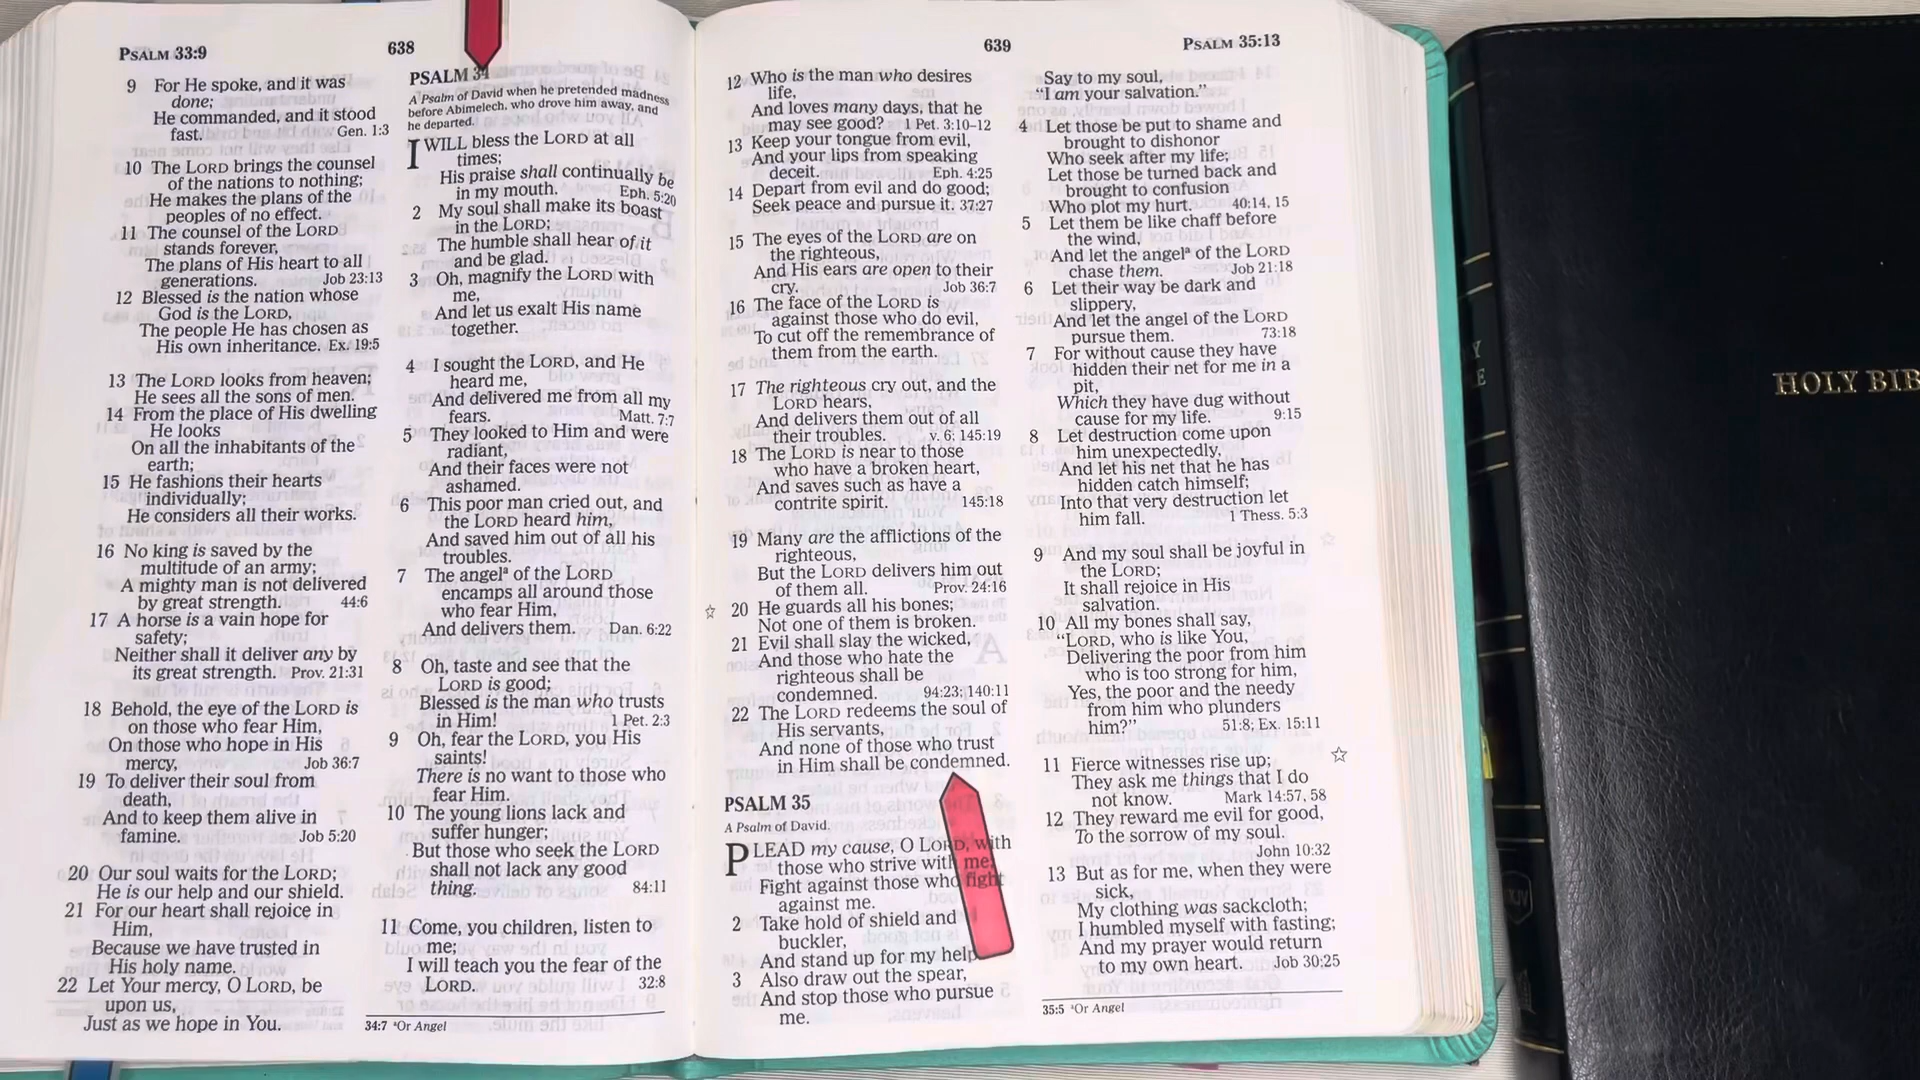 PSALM 33:9
638
9 For He spoke, and it was
done;
He commanded, and it stood
fast. Gen. 1:3
10 The LORD brings the counsel
of the nations to nothing;
He makes the plans of the
peoples of no effect.
11 The counsel of the LORD
stands forever,
The plans of His heart to all
generations. Job 23:13
12 Blessed is the nation whose
God is the LORD,
The people He has chosen as
His own inheritance. Ex. 19:5
13 The LORD looks from heaven;
He sees all the sons of men.
14 From the place of His dwelling
He looks
On all the inhabitants of the
earth;
15 He fashions their hearts
individually;
He considers all their works.
16 No king is saved by the
multitude of an army;
A mighty man is not delivered
by great strength. 44:6
17 A horse is a vain hope for
safety;
Neither shall it deliver any by
its great strength. Prov. 21:31
18 Behold, the eye of the LORD is
on those who fear Him,
On those who hope in His
mercy, Job 36:7
19 To deliver their soul from
death,
And to keep them alive in
famine. Job 5:20
20 Our soul waits for the LORD;
He is our help and our shield.
21 For our heart shall rejoice in
Him,
Because we have trusted in
His holy name.
22 Let Your mercy, O LORD, be
upon us,
Just as we hope in You.
PSALM 34
A Psalm of David when he pretended madness
before Abimelech, who drove him away, and
he departed.
I WILL bless the LORD at all
times;
His praise shall continually be
in my mouth. Eph. 5:20
2 My soul shall make its boast
in the LORD;
The humble shall hear of it
and be glad.
3 Oh, magnify the LORD with
me,
And let us exalt His name
together.
4 I sought the LORD, and He
heard me,
And delivered me from all my
fears. Matt. 7:7
5 They looked to Him and were
radiant,
And their faces were not
ashamed.
6 This poor man cried out, and
the LORD heard him,
And saved him out of all his
troubles.
7 The angelª of the LORD
encamps all around those
who fear Him,
And delivers them. Dan. 6:22
8 Oh, taste and see that the
LORD is good;
Blessed is the man who trusts
in Him! 1 Pet. 2:3
9 Oh, fear the LORD, you His
saints!
There is no want to those who
fear Him.
10 The young lions lack and
suffer hunger;
But those who seek the LORD
shall not lack any good
thing. 84:11
11 Come, you children, listen to
me;
I will teach you the fear of the
LORD. 32:8
34:7 ªOr Angel
639
PSALM 35:13
12 Who is the man who desires
life,
And loves many days, that he
may see good? 1 Pet. 3:10–12
13 Keep your tongue from evil,
And your lips from speaking
deceit. Eph. 4:25
14 Depart from evil and do good;
Seek peace and pursue it. 37:27
15 The eyes of the LORD are on
the righteous,
And His ears are open to their
cry. Job 36:7
16 The face of the LORD is
against those who do evil,
To cut off the remembrance of
them from the earth.
17 The righteous cry out, and the
LORD hears,
And delivers them out of all
their troubles. v. 6; 145:19
18 The LORD is near to those
who have a broken heart,
And saves such as have a
contrite spirit. 145:18
19 Many are the afflictions of the
righteous,
But the LORD delivers him out
of them all. Prov. 24:16
☆ 20 He guards all his bones;
Not one of them is broken.
21 Evil shall slay the wicked,
And those who hate the
righteous shall be
condemned. 94:23; 140:11
22 The LORD redeems the soul of
His servants,
And none of those who trust
in Him shall be condemned.
PSALM 35
A Psalm of David.
PLEAD my cause, O LORD, with
those who strive with me;
Fight against those who fight
against me.
2 Take hold of shield and
buckler,
And stand up for my help.
3 Also draw out the spear,
And stop those who pursue
me.
Say to my soul,
"I am your salvation."
4 Let those be put to shame and
brought to dishonor
Who seek after my life;
Let those be turned back and
brought to confusion
Who plot my hurt. 40:14, 15
5 Let them be like chaff before
the wind,
And let the angelª of the LORD
chase them. Job 21:18
6 Let their way be dark and
slippery,
And let the angel of the LORD
pursue them. 73:18
7 For without cause they have
hidden their net for me in a
pit,
Which they have dug without
cause for my life. 9:15
8 Let destruction come upon
him unexpectedly,
And let his net that he has
hidden catch himself;
Into that very destruction let
him fall. 1 Thess. 5:3
9 And my soul shall be joyful in
the LORD;
It shall rejoice in His
salvation.
10 All my bones shall say,
"LORD, who is like You,
Delivering the poor from him
who is too strong for him,
Yes, the poor and the needy
from him who plunders
him?" 51:8; Ex. 15:11
11 Fierce witnesses rise up; ☆
They ask me things that I do
not know. Mark 14:57, 58
12 They reward me evil for good,
To the sorrow of my soul.
John 10:32
13 But as for me, when they were
sick,
My clothing was sackcloth;
I humbled myself with fasting;
And my prayer would return
to my own heart. Job 30:25
35:5 ªOr Angel
HOLY BIB